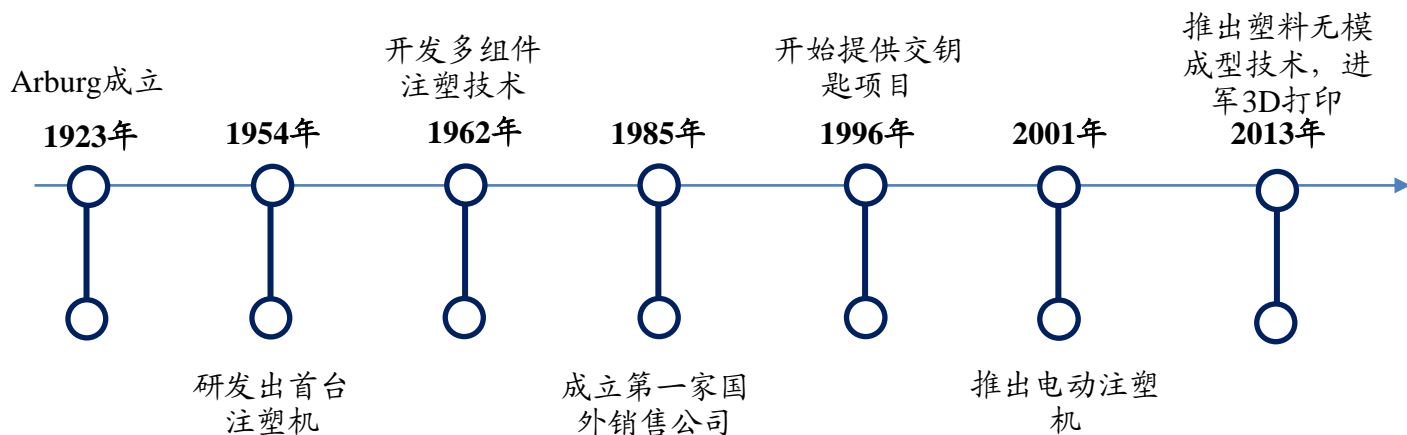 Arburg成立
1923年
1954年
研发出首台
注塑机
开发多组件
注塑技术
1962年
1985年
成立第一家国
外销售公司
开始提供交钥
匙项目
1996年
2001年
推出电动注塑
机
推出塑料无模
成型技术，进
军3D打印
2013年